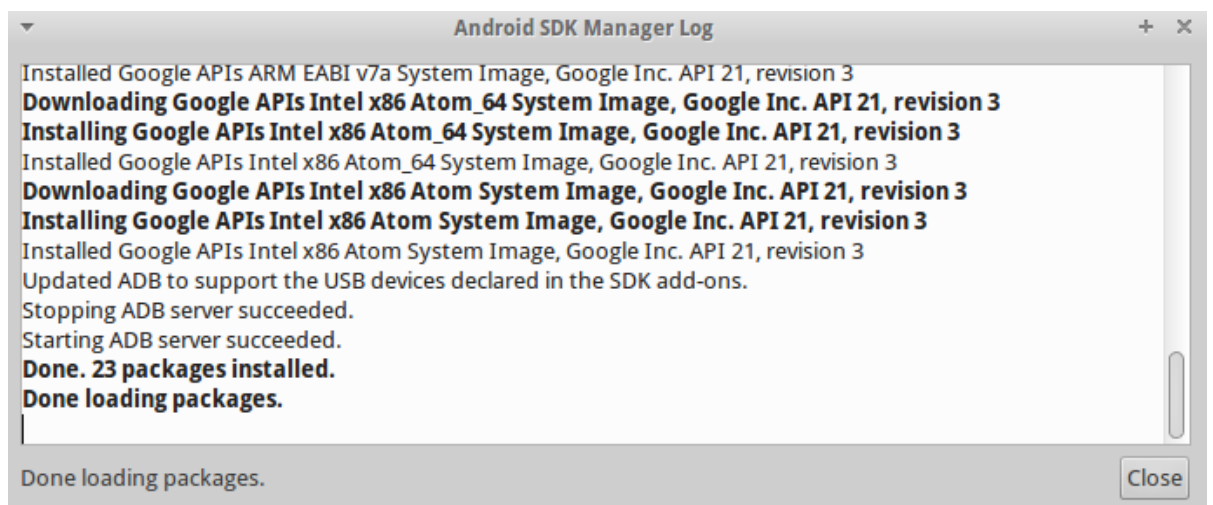 Android SDK Manager Log
Installed Google APIs ARM EABI v7a System Image, Google Inc. API 21, revision 3
Downloading Google APIs Intel x86 Atom_64 System Image, Google Inc. API 21, revision 3
Installing Google APIs Intel x86 Atom_64 System Image, Google Inc. API 21, revision 3
Installed Google APIs Intel x86 Atom_64 System Image, Google Inc. API 21, revision 3
Downloading Google APIs Intel x86 Atom System Image, Google Inc. API 21, revision 3
Installing Google APIs Intel x86 Atom System Image, Google Inc. API 21, revision 3
Installed Google APIs Intel x86 Atom System Image, Google Inc. API 21, revision 3
Updated ADB to support the USB devices declared in the SDK add-ons.
Stopping ADB server succeeded.
Starting ADB server succeeded.
Done. 23 packages installed.
Done loading packages.
Done loading packages.
Close